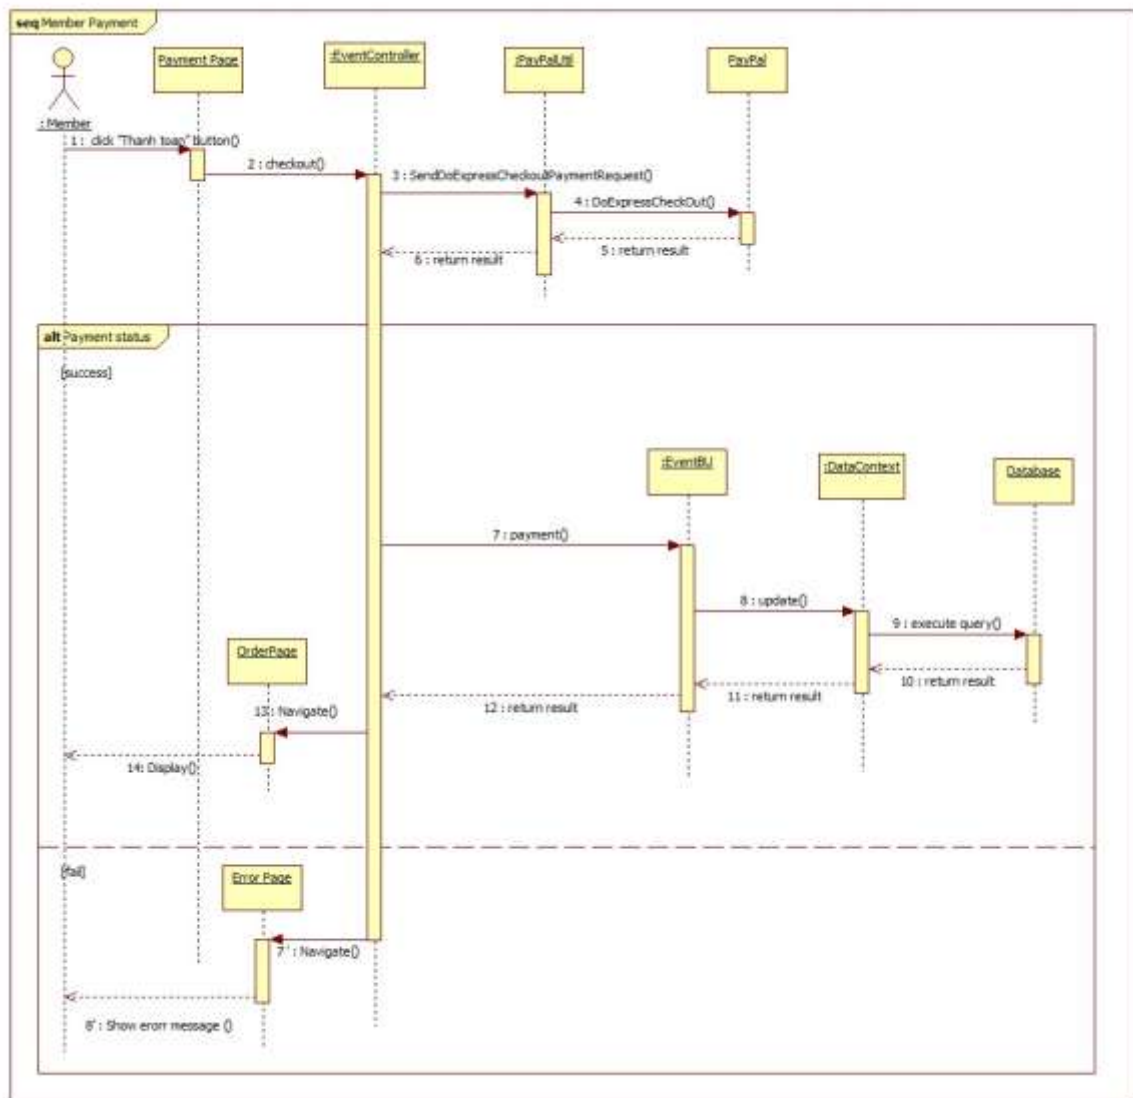 seq Member Payment
Payment Page
:EventController
:PayPalUtil
PayPal
: Member
1 : click "Thanh toan" Button()
2 : checkout()
3 : SendDoExpressCheckoutPaymentRequest()
4 : DoExpressCheckOut()
5 : return result
6 : return result
alt Payment status
[success]
:EventBU
:DataContext
Database
7 : payment()
8 : update()
9 : execute query()
OrderPage
10 : return result
11 : return result
12 : return result
13: Navigate()
14: Display()
[fail]
Error Page
7 ' : Navigate()
8' : Show erorr message ()